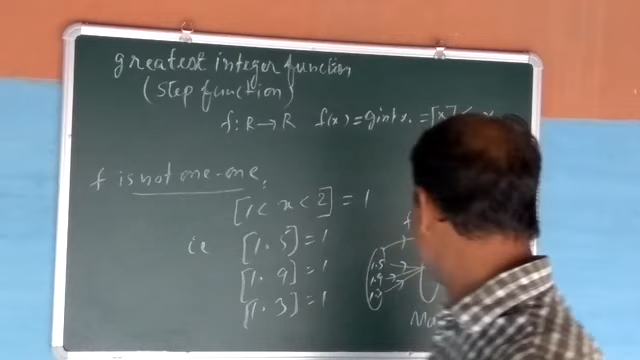 greatest integer function
(step function)
f: R→R f(x) = gint x. = [x] ≤ x
f is not one-one.
[1 < x < 2] = 1
ie [1.5] = 1
[1.9] = 1
[1.3] = 1
f
1.5
1.9
1.3